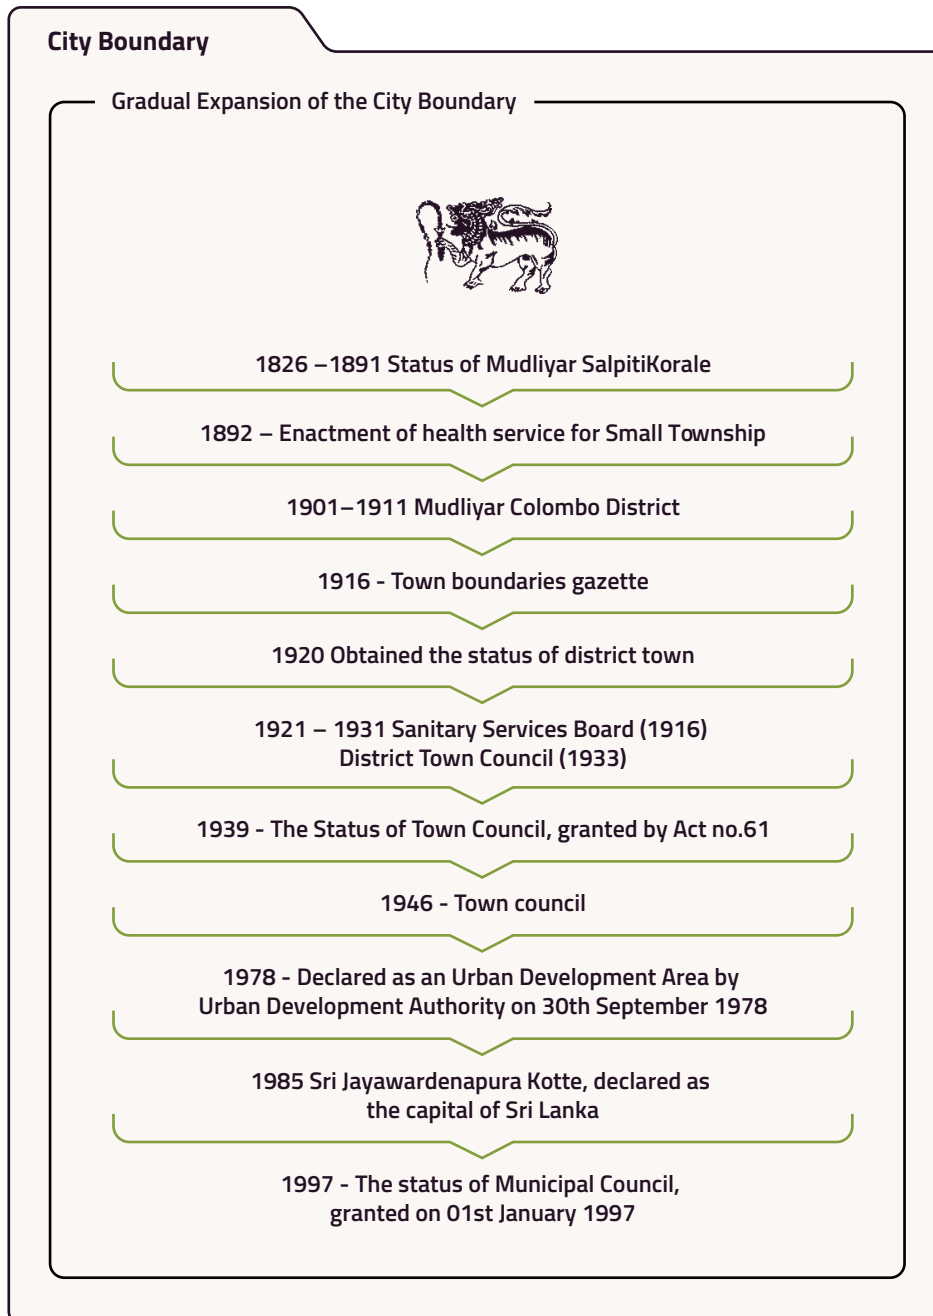 City Boundary
Gradual Expansion of the City Boundary
1826 –1891 Status of Mudliyar SalpitiKorale
1892 – Enactment of health service for Small Township
1901–1911 Mudliyar Colombo District
1916 - Town boundaries gazette
1920 Obtained the status of district town
1921 – 1931 Sanitary Services Board (1916)
District Town Council (1933)
1939 - The Status of Town Council, granted by Act no.61
1946 - Town council
1978 - Declared as an Urban Development Area by
Urban Development Authority on 30th September 1978
1985 Sri Jayawardenapura Kotte, declared as
the capital of Sri Lanka
1997 - The status of Municipal Council,
granted on 01st January 1997